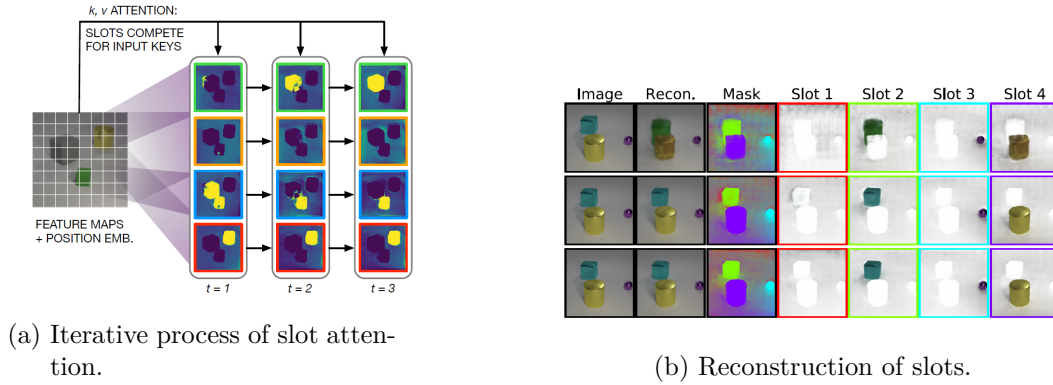 k, v ATTENTION:
SLOTS COMPETE
FOR INPUT KEYS
FEATURE MAPS
+ POSITION EMB.
t = 1
t = 2
t = 3
(a) Iterative process of slot atten-
tion.
Image Recon. Mask Slot 1 Slot 2 Slot 3 Slot 4
(b) Reconstruction of slots.